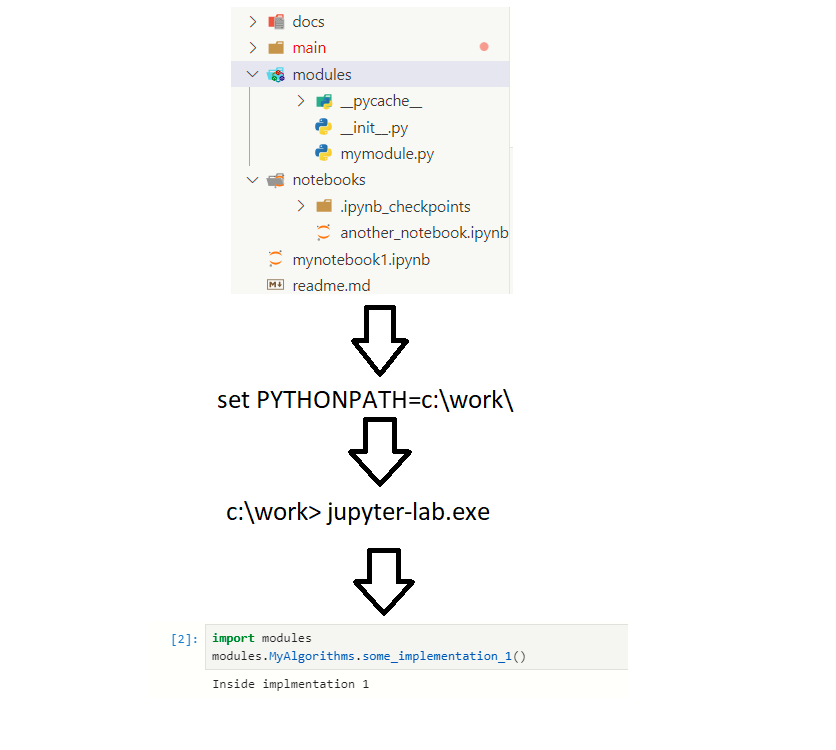 docs
main
modules
__pycache__
__init__.py
mymodule.py
notebooks
.ipynb_checkpoints
another_notebook.ipynb
mynotebook1.ipynb
M↓ readme.md
set PYTHONPATH=c:\work\
c:\work> jupyter-lab.exe
[2]: import modules
modules.MyAlgorithms.some_implementation_1()
Inside implmentation 1